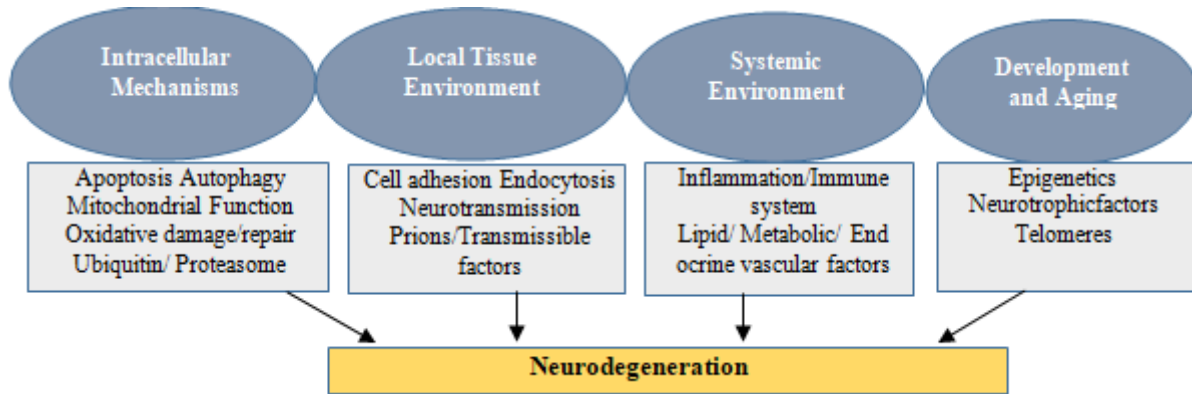 Intracellular
Mechanisms
Local Tissue
Environment
Systemic
Environment
Development
and Aging
Apoptosis Autophagy
Mitochondrial Function
Oxidative damage/repair
Ubiquitin/ Proteasome
Cell adhesion Endocytosis
Neurotransmission
Prions/Transmissible
factors
Inflammation/Immune
system
Lipid/ Metabolic/ End
ocrine vascular factors
Epigenetics
Neurotrophicfactors
Telomeres
Neurodegeneration